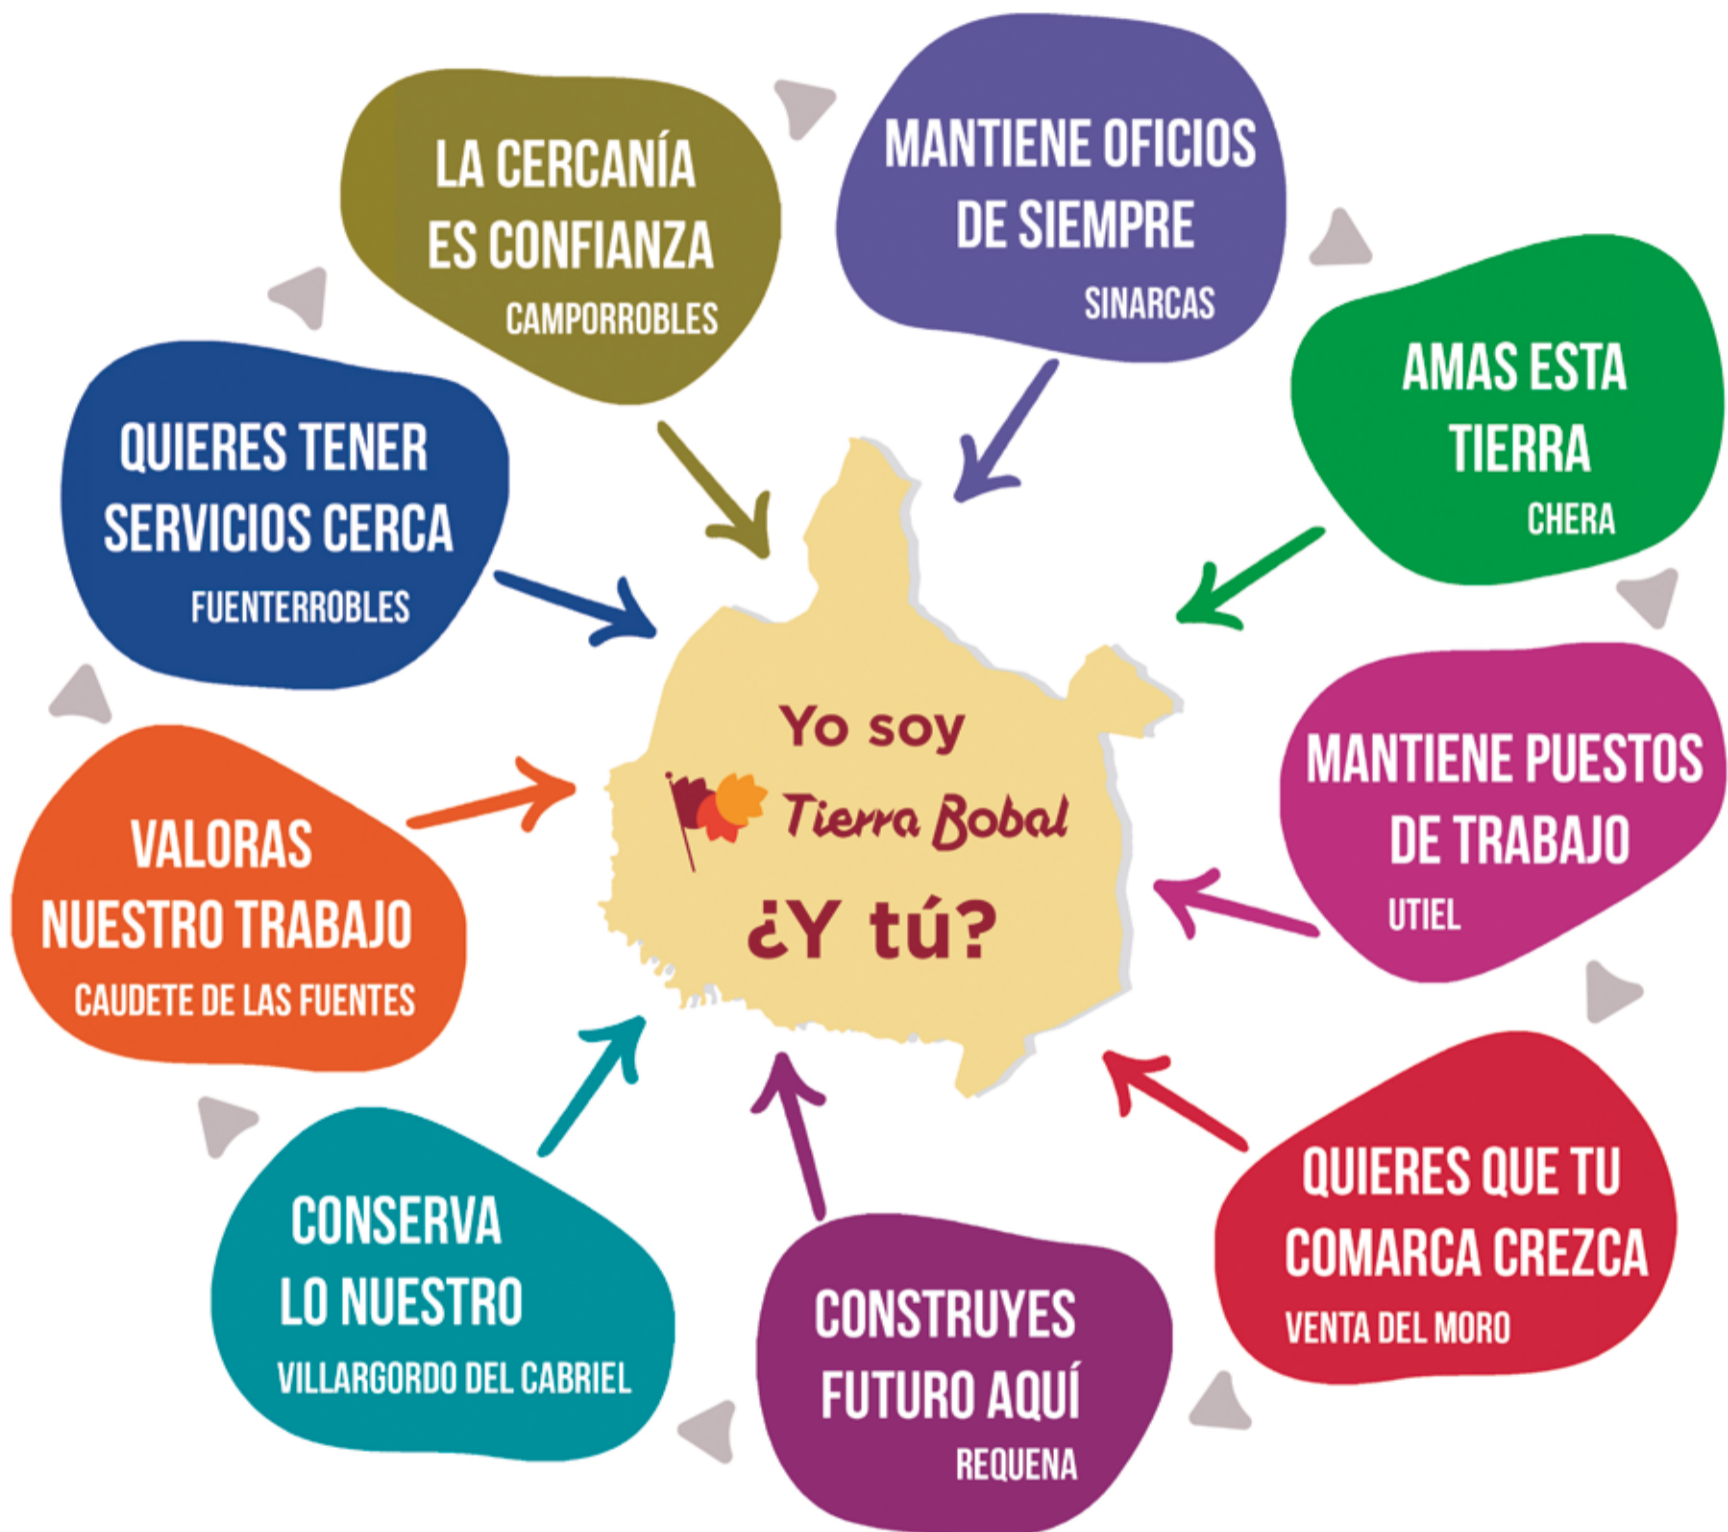 LA CERCANÍA
ES CONFIANZA
CAMPORROBLES
MANTIENE OFICIOS
DE SIEMPRE
SINARCAS
AMAS ESTA
TIERRA
CHERA
MANTIENE PUESTOS
DE TRABAJO
UTIEL
QUIERES QUE TU
COMARCA CREZCA
VENTA DEL MORO
CONSTRUYES
FUTURO AQUÍ
REQUENA
CONSERVA
LO NUESTRO
VILLARGORDO DEL CABRIEL
VALORAS
NUESTRO TRABAJO
CAUDETE DE LAS FUENTES
QUIERES TENER
SERVICIOS CERCA
FUENTERROBLES
Yo soy
Tierra Bobal
¿Y tú?